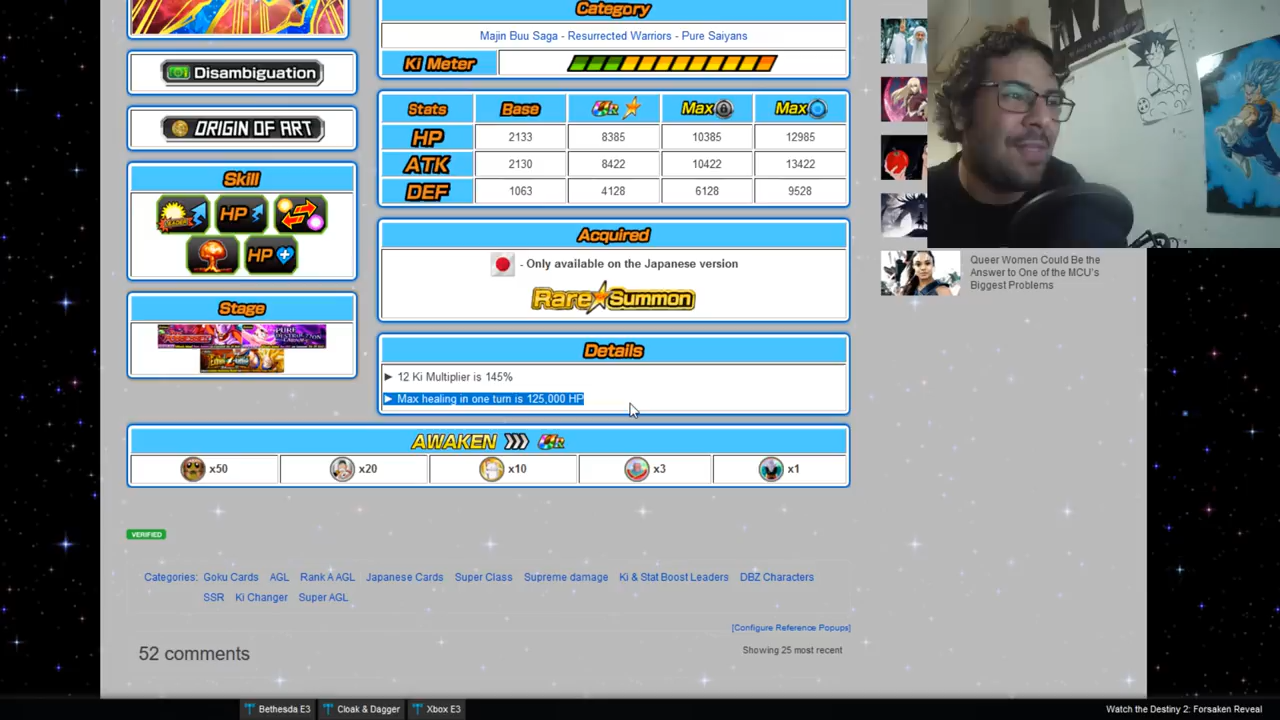 Category
Majin Buu Saga - Resurrected Warriors - Pure Saiyans
Ki Meter
Disambiguation
ORIGIN OF ART
Stats Base UR Max Max
HP 2133 8385 10385 12985
ATK 2130 8422 10422 13422
DEF 1063 4128 6128 9528
Skill
LEADER
HP
HP
Acquired
- Only available on the Japanese version
Rare Summon
Stage
Details
► 12 Ki Multiplier is 145%
► Max healing in one turn is 125,000 HP
AWAKEN UR
x50 x20 x10 x3 x1
VERIFIED
Categories: Goku Cards AGL Rank A AGL Japanese Cards Super Class Supreme damage Ki & Stat Boost Leaders DBZ Characters
SSR Ki Changer Super AGL
[Configure Reference Popups]
52 comments
Showing 25 most recent
Queer Women Could Be the
Answer to One of the MCU's
Biggest Problems
Bethesda E3 Cloak & Dagger Xbox E3
Watch the Destiny 2: Forsaken Reveal